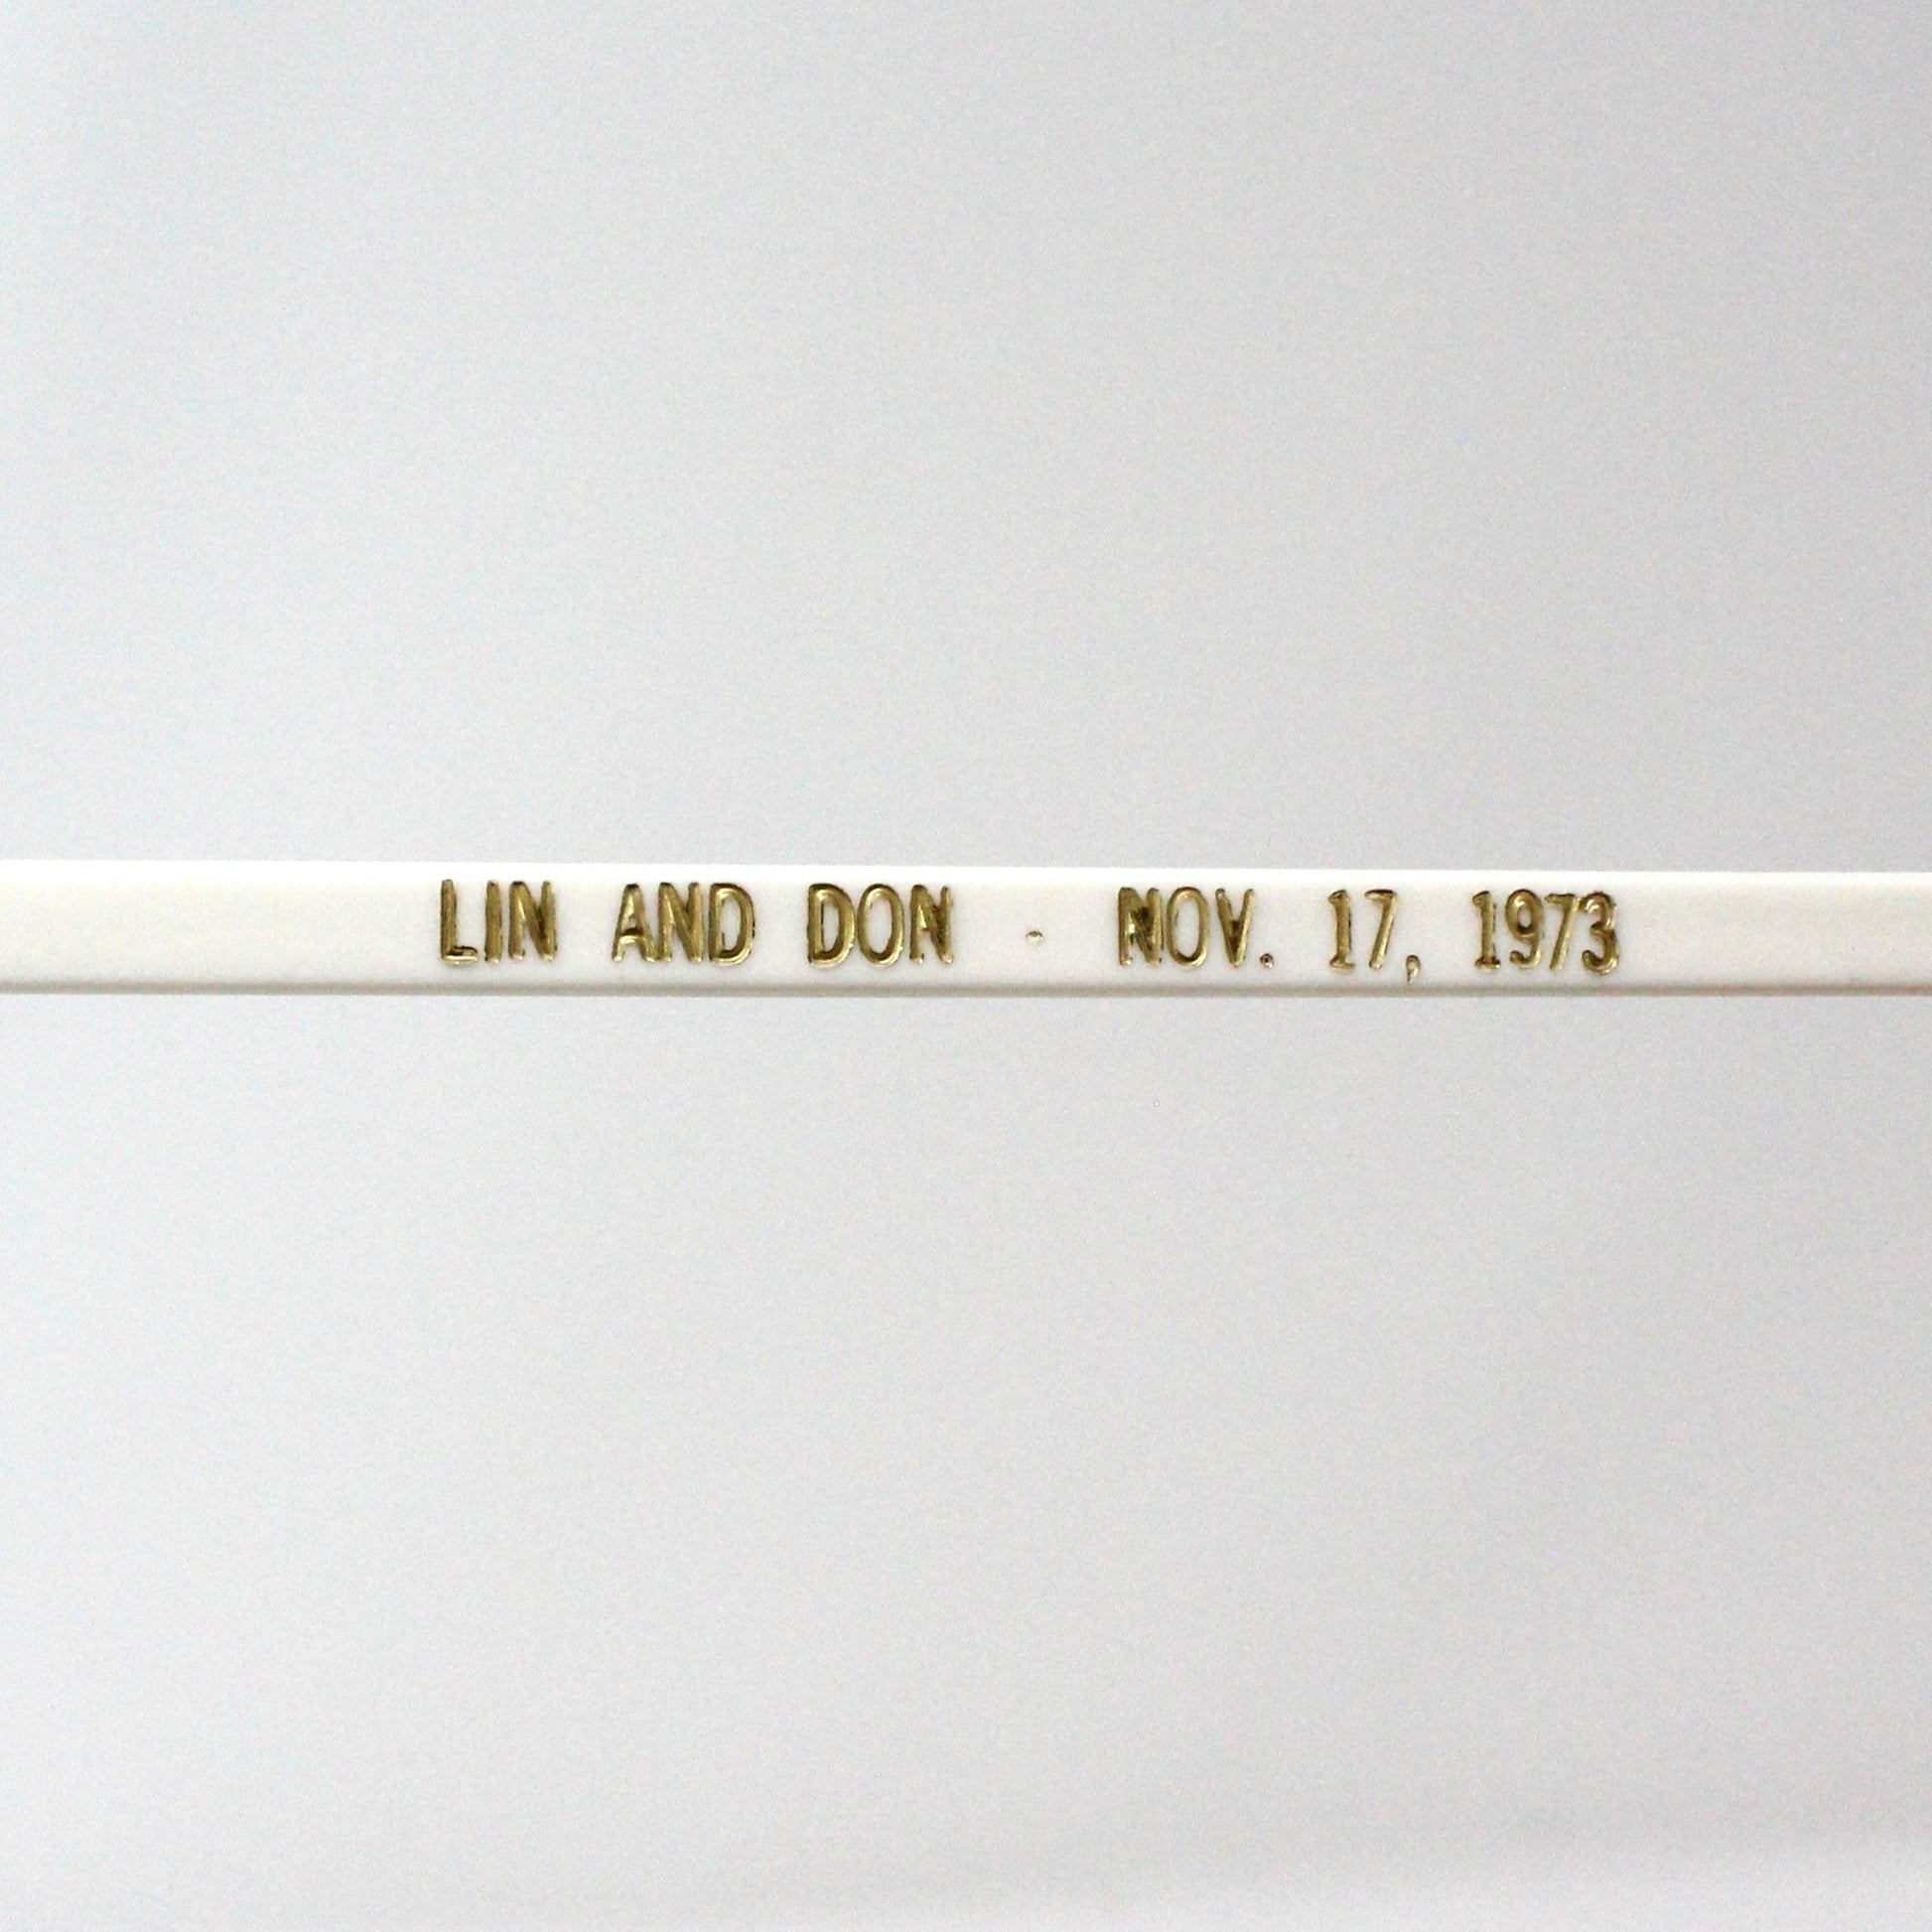 LIN AND DON · NOV. 17, 1973